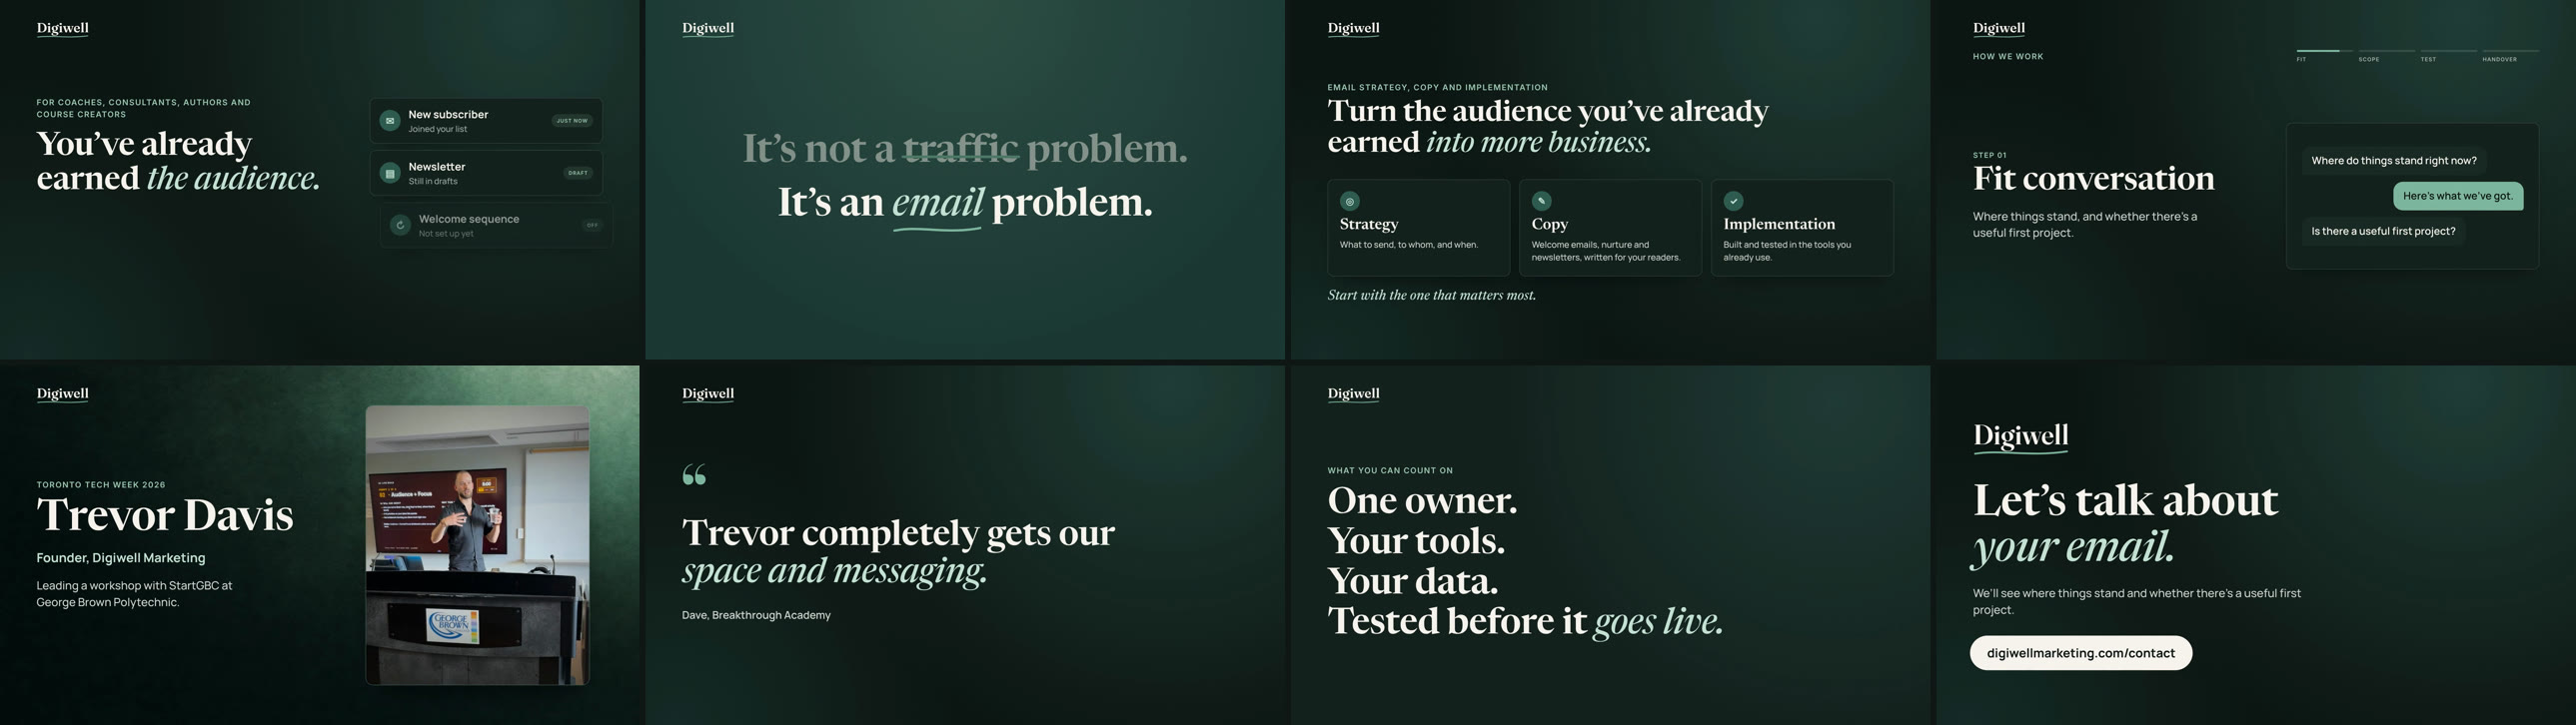 Digiwell
FOR COACHES, CONSULTANTS, AUTHORS AND
COURSE CREATORS
You’ve already
earned the audience.
New subscriber
Joined your list
JUST NOW
Newsletter
Still in drafts
DRAFT
Welcome sequence
Not set up yet
OFF
Digiwell
It’s not a traffic problem.
It’s an email problem.
Digiwell
EMAIL STRATEGY, COPY AND IMPLEMENTATION
Turn the audience you’ve already
earned into more business.
Strategy
What to send, to whom, and when.
Copy
Welcome emails, nurture and
newsletters, written for your readers.
Implementation
Built and tested in the tools you
already use.
Start with the one that matters most.
Digiwell
HOW WE WORK
FIT
SCOPE
TEST
HANDOVER
STEP 01
Fit conversation
Where things stand, and whether there’s a
useful first project.
Where do things stand right now?
Here’s what we’ve got.
Is there a useful first project?
Digiwell
TORONTO TECH WEEK 2026
Trevor Davis
Founder, Digiwell Marketing
Leading a workshop with StartGBC at
George Brown Polytechnic.
Audience + Focus
GEORGE
BROWN
Digiwell
“
Trevor completely gets our
space and messaging.
Dave, Breakthrough Academy
Digiwell
WHAT YOU CAN COUNT ON
One owner.
Your tools.
Your data.
Tested before it goes live.
Digiwell
Let’s talk about
your email.
We’ll see where things stand and whether there’s a useful first
project.
digiwellmarketing.com/contact